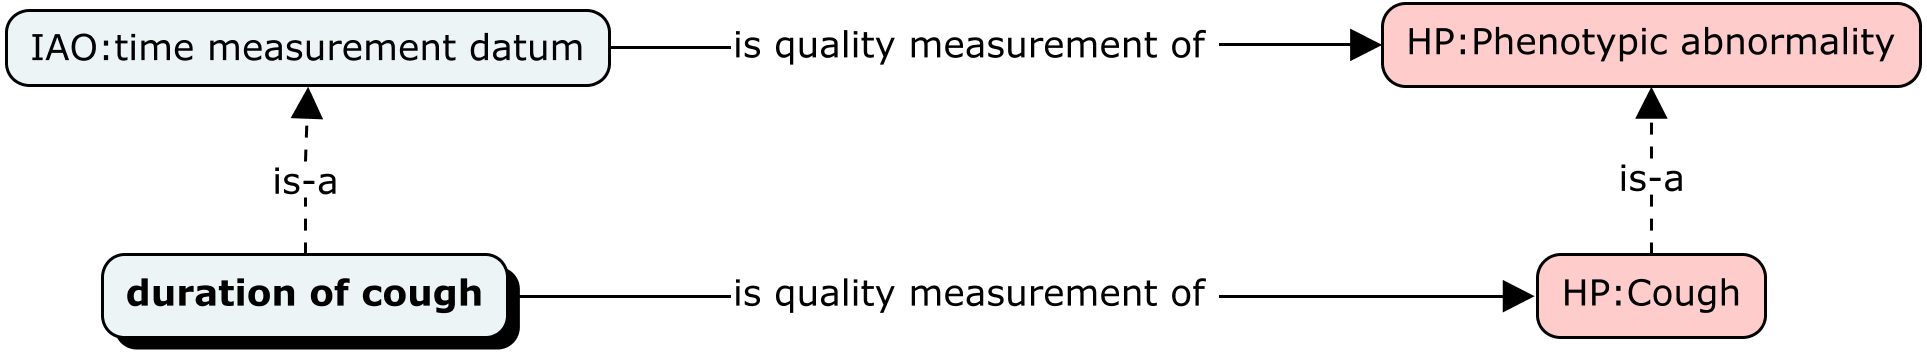 IAO:time measurement datum
is quality measurement of
HP:Phenotypic abnormality
is-a
is-a
duration of cough
is quality measurement of
HP:Cough